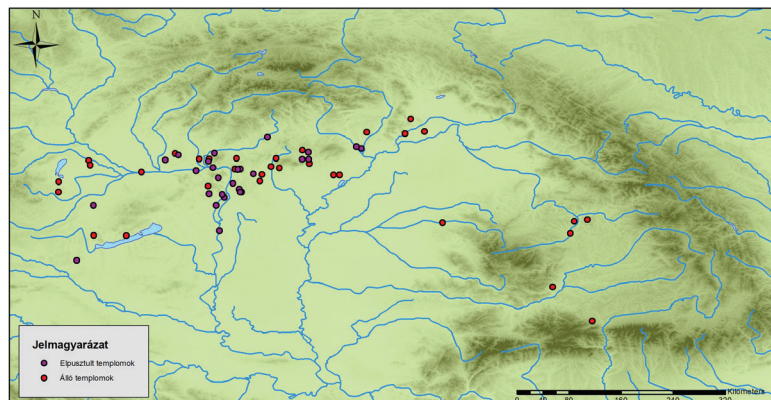 N
Jelmagyarázat
Elpusztult templomok
Álló templomok
Kilometers
0 40 80 160 240 320